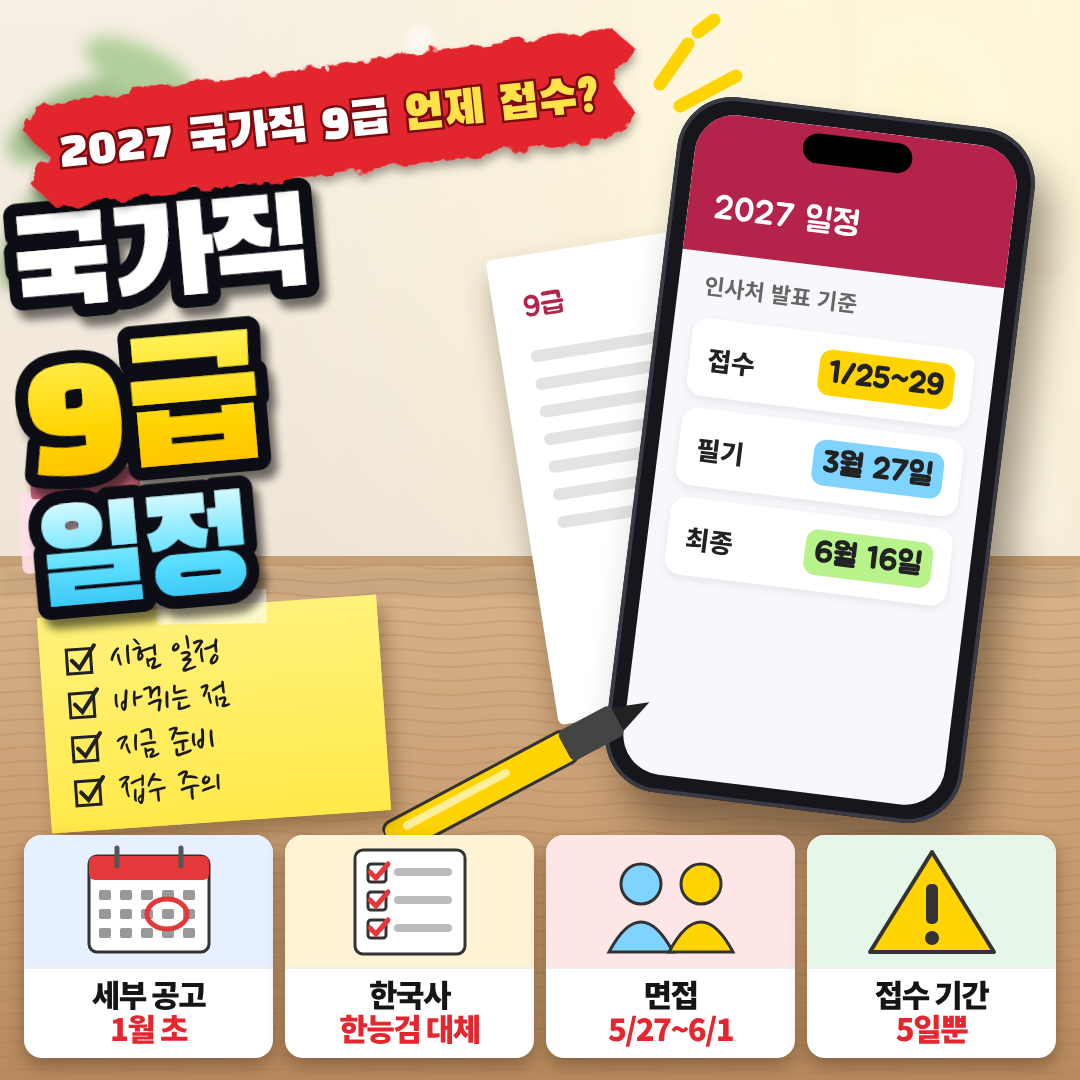 2027 국가직 9급 언제 접수?
국가직
9급
일정
9급
2027 일정
인사처 발표 기준
접수 1/25~29
필기 3월 27일
최종 6월 16일
시험 일정
바뀌는 점
지금 준비
접수 주의
세부 공고
1월 초
한국사
한능검 대체
면접
5/27~6/1
접수 기간
5일뿐